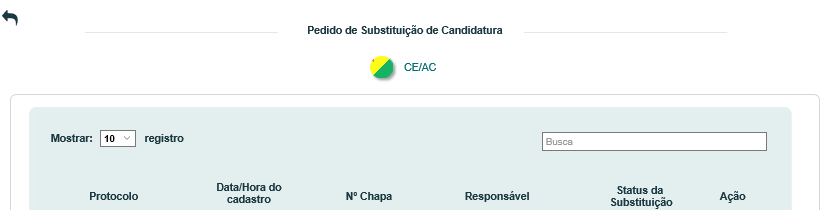 Pedido de Substituição de Candidatura
CE/AC
Mostrar: 10 registro
Busca
Protocolo Data/Hora do cadastro Nº Chapa Responsável Status da Substituição Ação